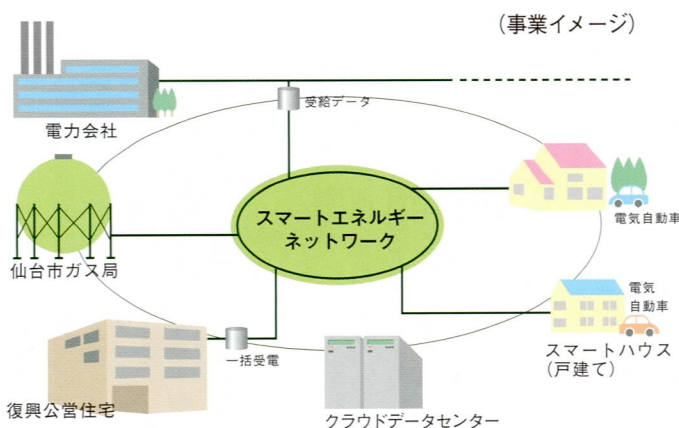 (事業イメージ)
電力会社
受給データ
電気自動車
スマートエネルギー
ネットワーク
仙台市ガス局
電気
自動車
一括受電
スマートハウス
(戸建て)
復興公営住宅
クラウドデータセンター